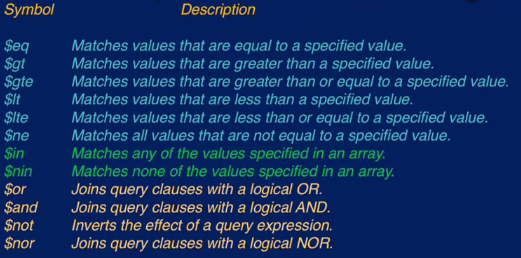 Symbol Description
$eq Matches values that are equal to a specified value.
$gt Matches values that are greater than a specified value.
$gte Matches values that are greater than or equal to a specified value.
$lt Matches values that are less than a specified value.
$lte Matches values that are less than or equal to a specified value.
$ne Matches all values that are not equal to a specified value.
$in Matches any of the values specified in an array.
$nin Matches none of the values specified in an array.
$or Joins query clauses with a logical OR.
$and Joins query clauses with a logical AND.
$not Inverts the effect of a query expression.
$nor Joins query clauses with a logical NOR.